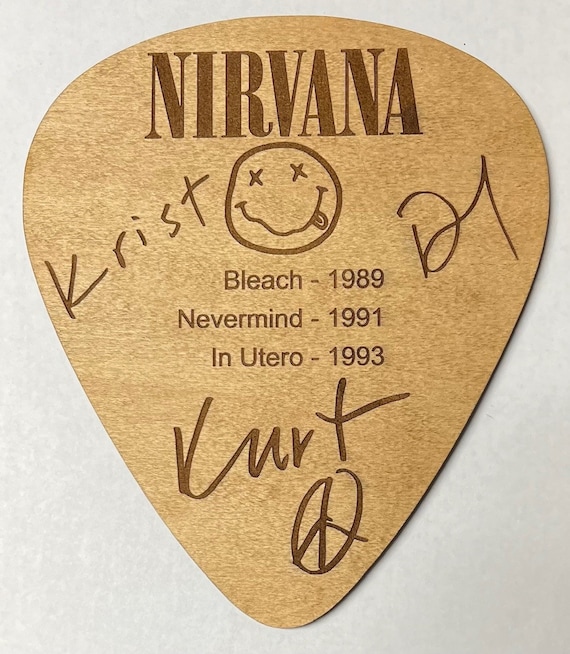 NIRVANA
Krist
Bleach - 1989
Nevermind - 1991
In Utero - 1993
Kurt